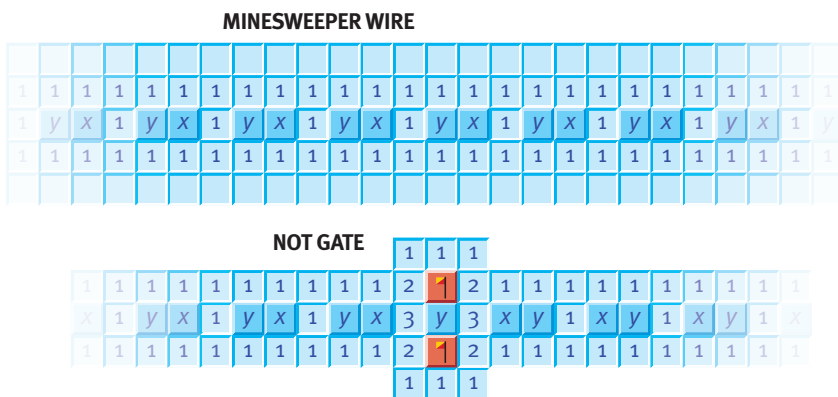 MINESWEEPER WIRE
1 1 1 1 1 1 1 1 1 1 1 1 1 1 1 1 1 1 1 1 1 1 1 1 1 1
1 y x 1 y x 1 y x 1 y x 1 y x 1 y x 1 y x 1 y x 1 y
1 1 1 1 1 1 1 1 1 1 1 1 1 1 1 1 1 1 1 1 1 1 1 1 1 1
NOT GATE
1 1 1
1 1 1 1 1 1 1 1 1 1 2 2 1 1 1 1 1 1 1 1 1 1
x 1 y x 1 y x 1 y x 3 y 3 x y 1 x y 1 x y 1 x
1 1 1 1 1 1 1 1 1 1 2 2 1 1 1 1 1 1 1 1 1 1
1 1 1